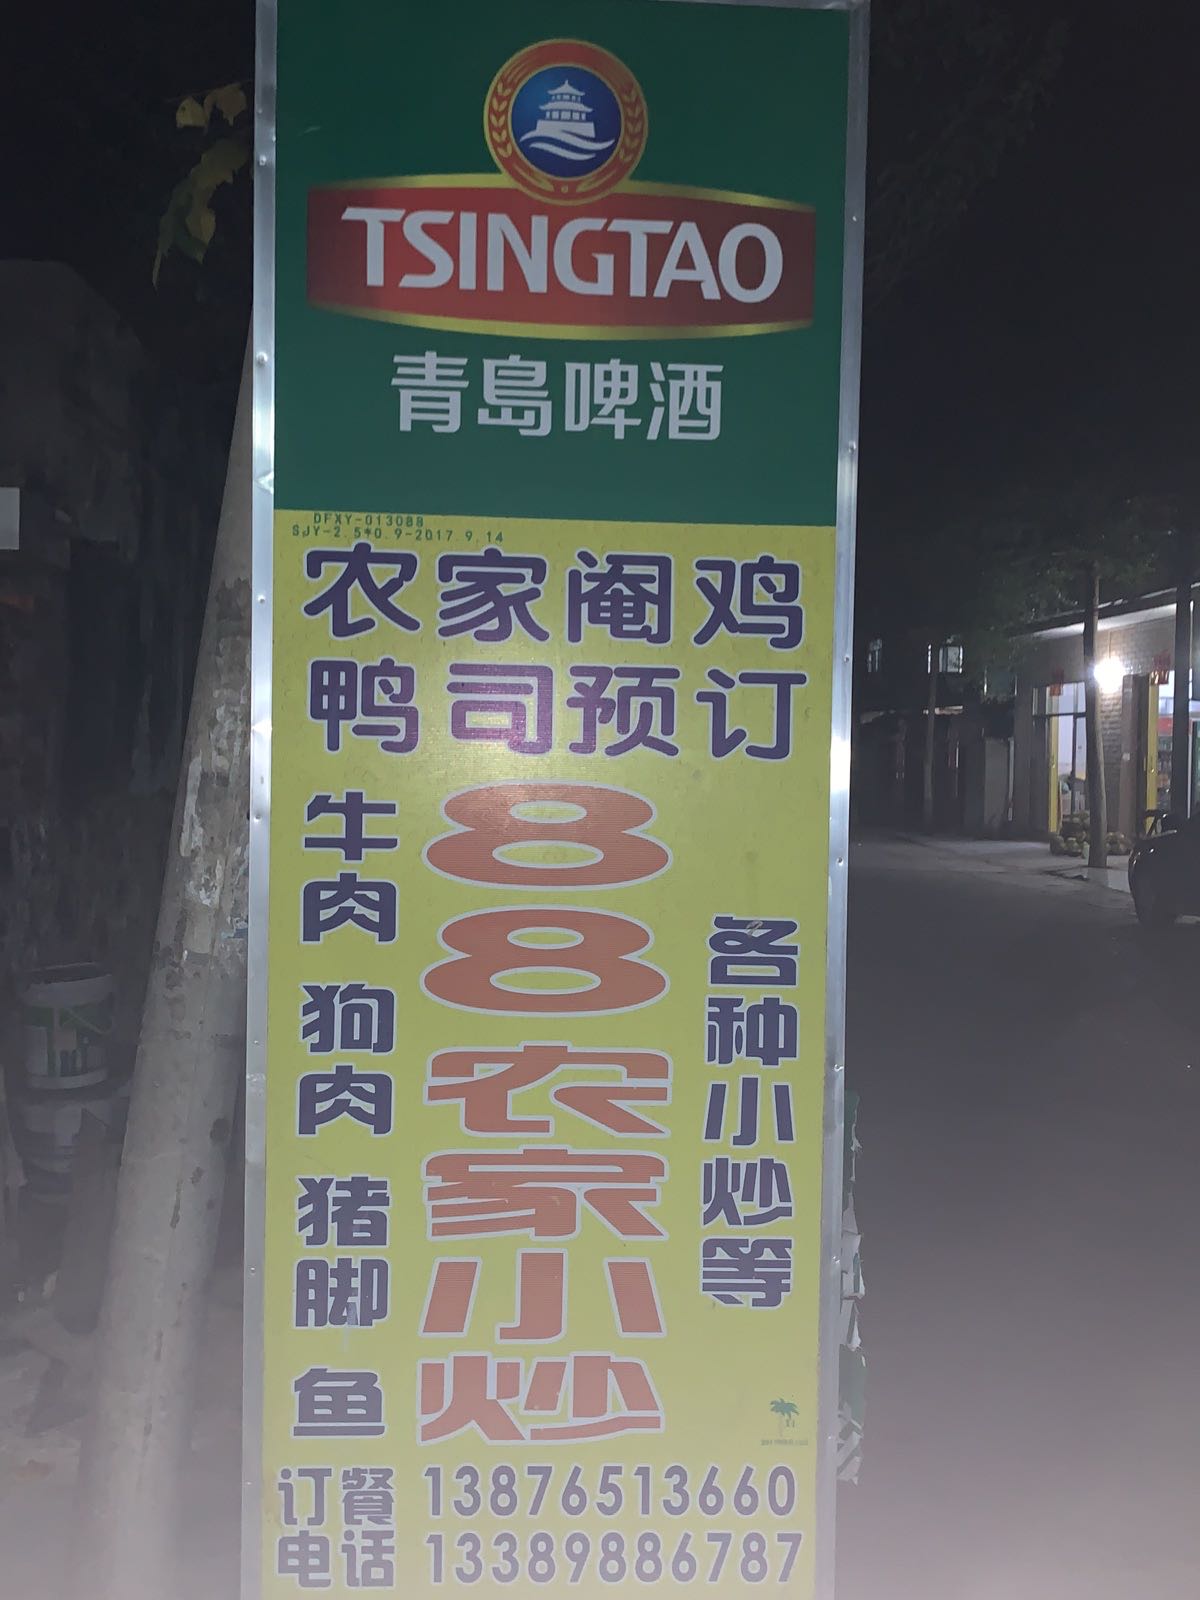 TSINGTAO
青島啤酒
DFXY-013088
SJY-2.5*0.9-2017.9.14
农家阉鸡
鸭司预订
牛肉 狗肉 猪脚 鱼
88农家小炒
各种小炒等
订餐电话
13876513660
13389886787